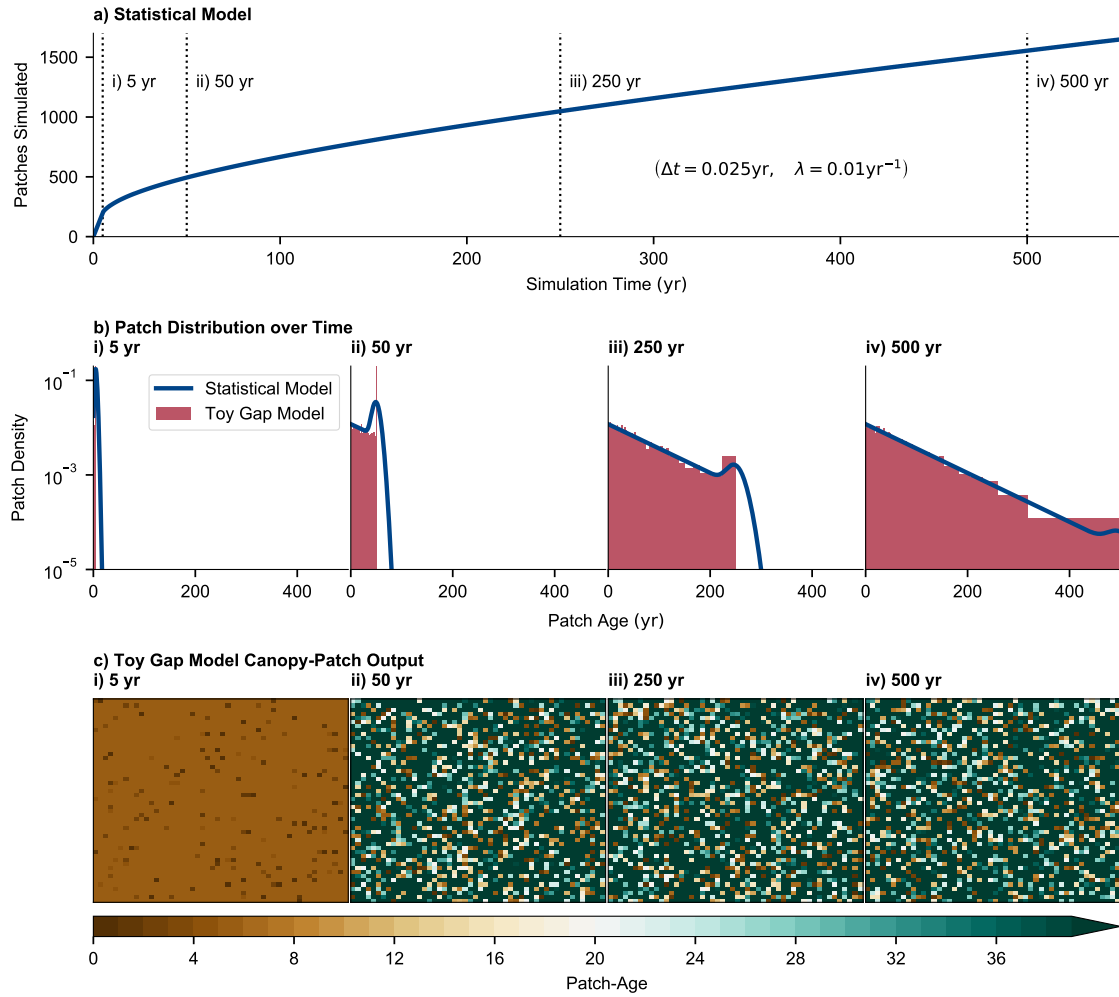 a) Statistical Model
Patches Simulated
1500
1000
500
0
i) 5 yr
ii) 50 yr
iii) 250 yr
iv) 500 yr
(Δt = 0.025yr, λ = 0.01yr⁻¹)
0 100 200 300 400 500
Simulation Time (yr)
b) Patch Distribution over Time
i) 5 yr
ii) 50 yr
iii) 250 yr
iv) 500 yr
Patch Density
10⁻¹
10⁻³
10⁻⁵
Statistical Model
Toy Gap Model
0 200 400 0 200 400 0 200 400 0 200 400
Patch Age (yr)
c) Toy Gap Model Canopy-Patch Output
i) 5 yr
ii) 50 yr
iii) 250 yr
iv) 500 yr
0 4 8 12 16 20 24 28 32 36
Patch-Age